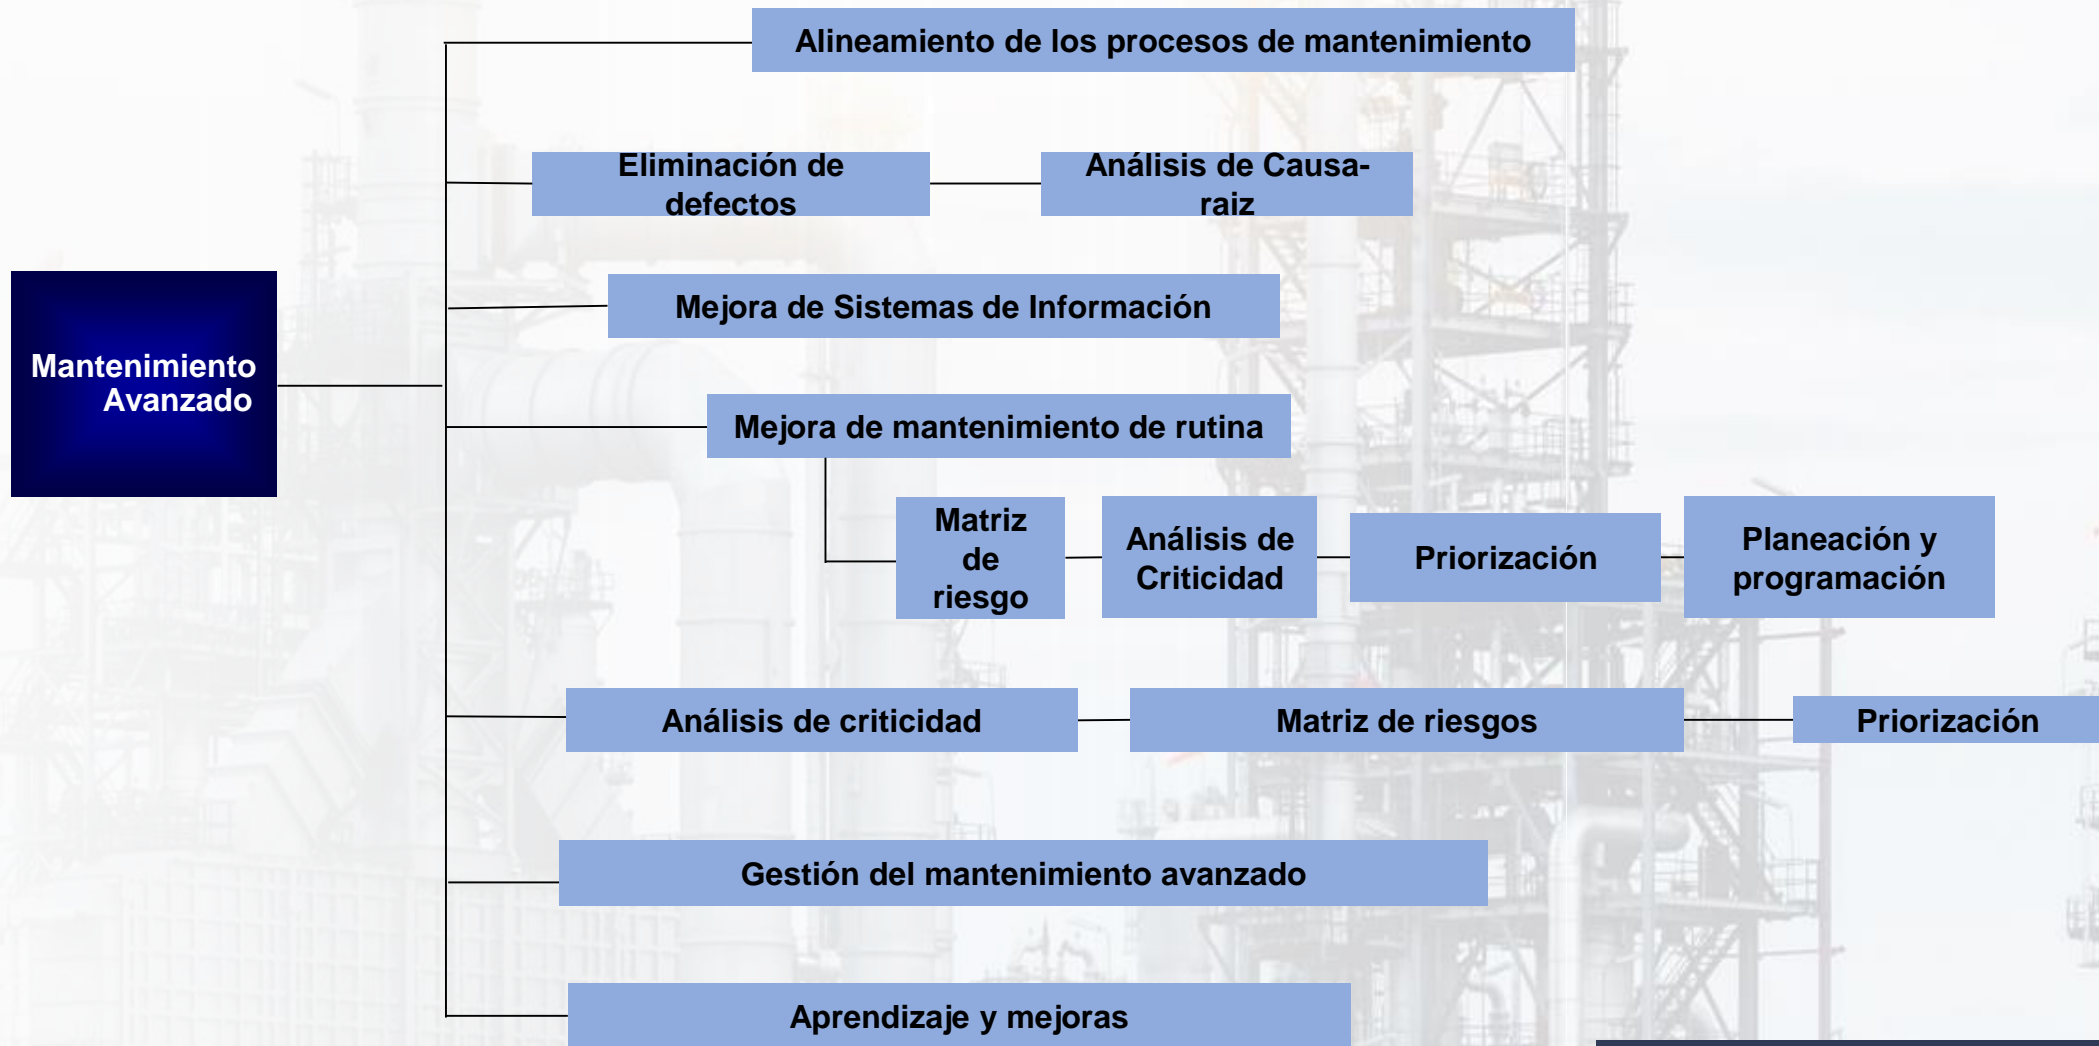 Alineamiento de los procesos de mantenimiento
Eliminación de
defectos
Análisis de Causa-
raiz
Mejora de Sistemas de Información
Mantenimiento
Avanzado
Mejora de mantenimiento de rutina
Matriz
de
riesgo
Análisis de
Criticidad
Priorización
Planeación y
programación
Análisis de criticidad
Matriz de riesgos
Priorización
Gestión del mantenimiento avanzado
Aprendizaje y mejoras